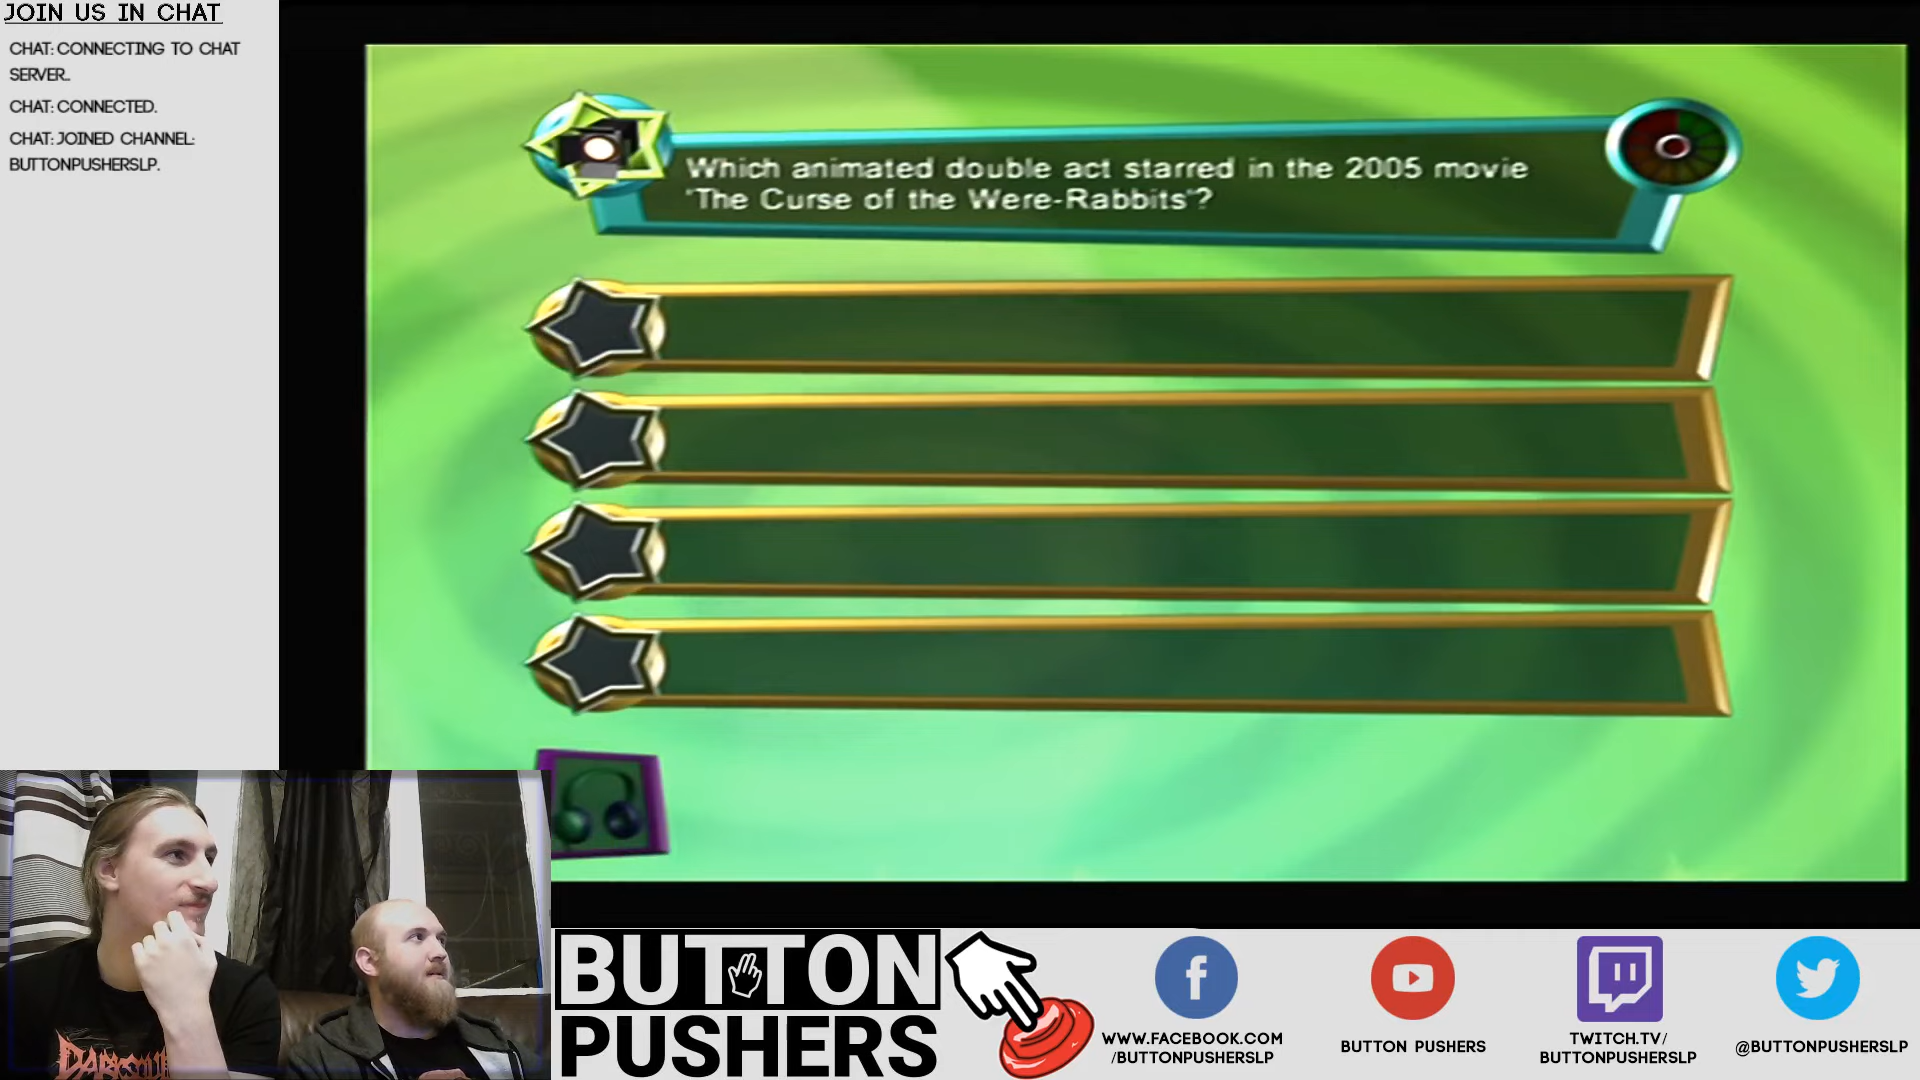 JOIN US IN CHAT
CHAT: CONNECTING TO CHAT
SERVER..
CHAT: CONNECTED.
CHAT: JOINED CHANNEL:
BUTTONPUSHERSLP.
Which animated double act starred in the 2005 movie
'The Curse of the Were-Rabbits'?
BUTTON
PUSHERS
WWW.FACEBOOK.COM
/BUTTONPUSHERSLP
BUTTON PUSHERS
TWITCH.TV/
BUTTONPUSHERSLP
@BUTTONPUSHERSLP